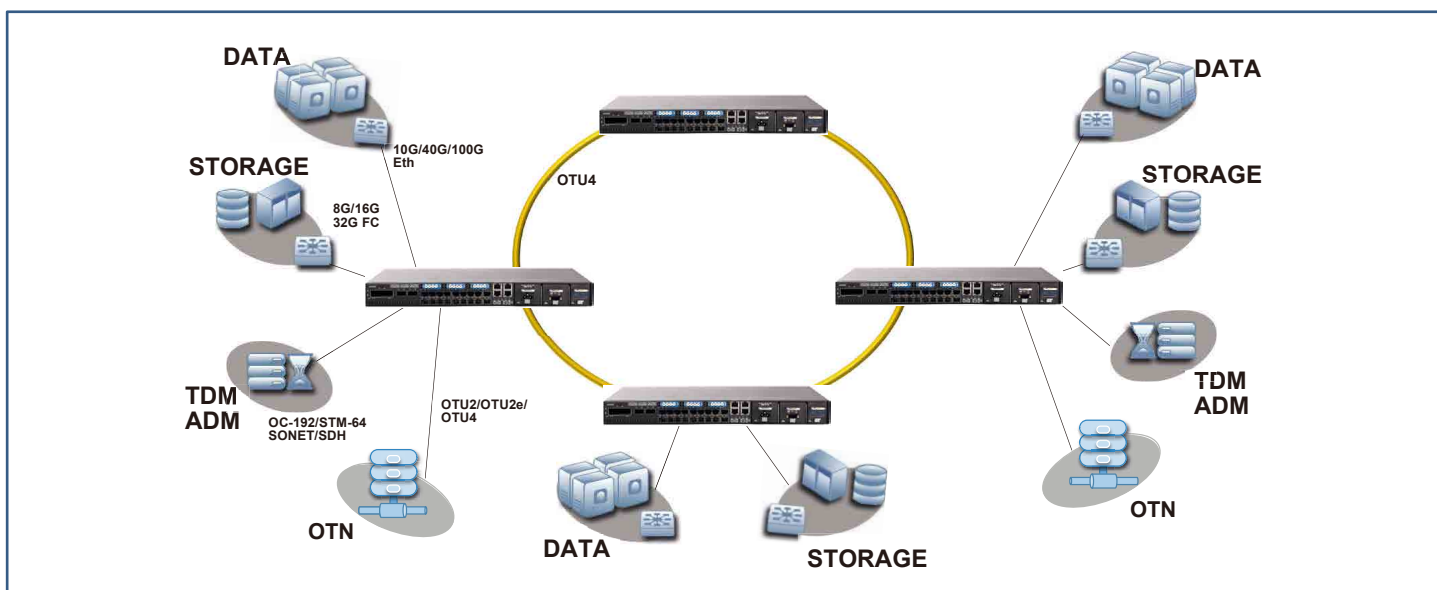 DATA
10G/40G/100G
Eth
STORAGE
8G/16G
32G FC
OTU4
DATA
STORAGE
TDM
ADM
OC-192/STM-64
SONET/SDH
OTU2/OTU2e/
OTU4
OTN
DATA
STORAGE
TDM
ADM
OTN